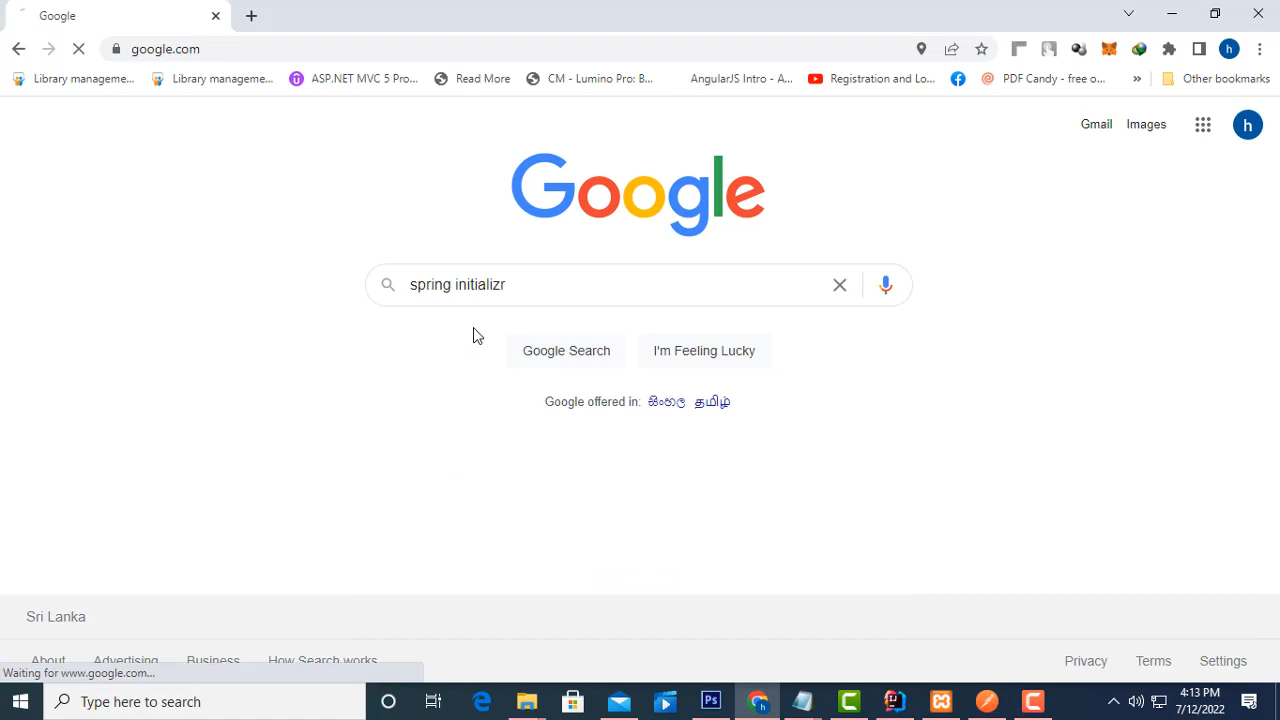 Google
google.com
h
Library manageme...
Library manageme...
ASP.NET MVC 5 Pro...
Read More
CM - Lumino Pro: B...
AngularJS Intro - A...
Registration and Lo...
PDF Candy - free o...
»
Other bookmarks
Gmail
Images
h
Google
spring initializr
Google Search
I'm Feeling Lucky
Google offered in: සිංහල தமிழ்
Sri Lanka
About
Advertising
Business
How Search works
Privacy
Terms
Settings
Waiting for www.google.com...
Type here to search
Ps
4:13 PM
7/12/2022